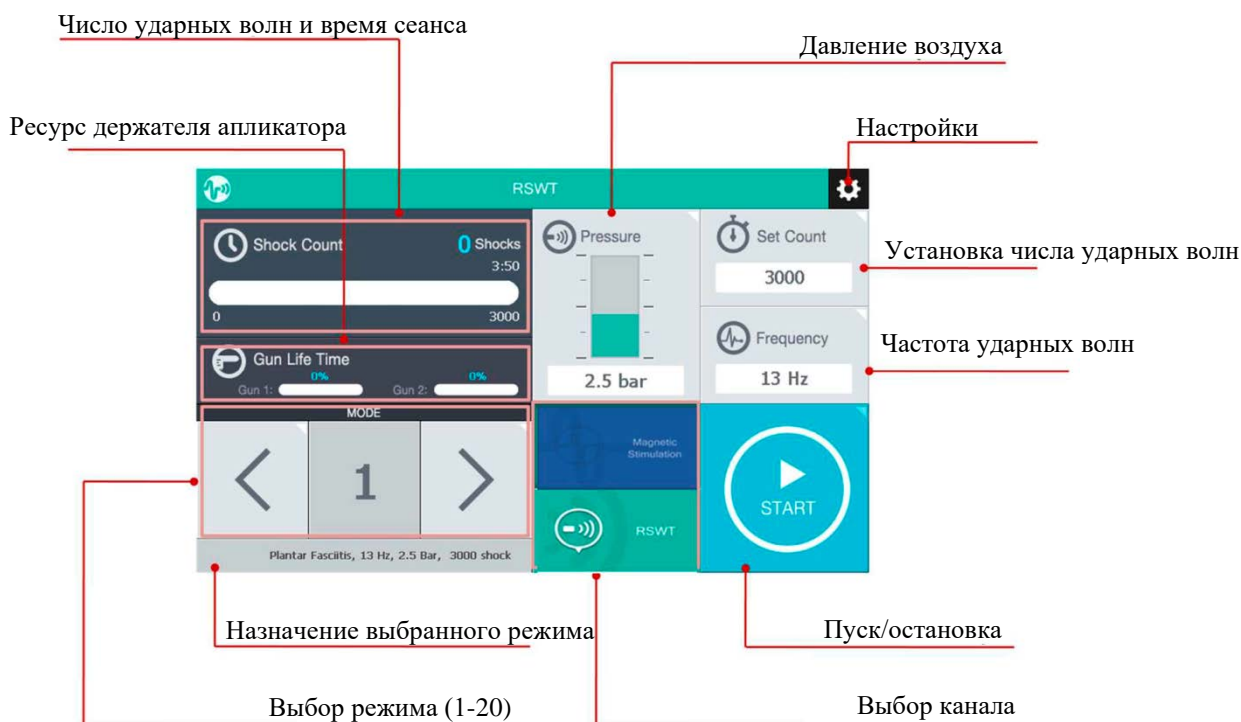 Число ударных волн и время сеанса
Давление воздуха
Ресурс держателя апликатора
Настройки
RSWT
Shock Count
0 Shocks
3:50
0
3000
Pressure
2.5 bar
Set Count
3000
Установка числа ударных волн
Gun Life Time
Gun 1:
0%
Gun 2:
0%
Frequency
13 Hz
Частота ударных волн
MODE
1
Magnetic
Stimulation
RSWT
START
Plantar Fasciitis, 13 Hz, 2.5 Bar, 3000 shock
Назначение выбранного режима
Пуск/остановка
Выбор режима (1-20)
Выбор канала